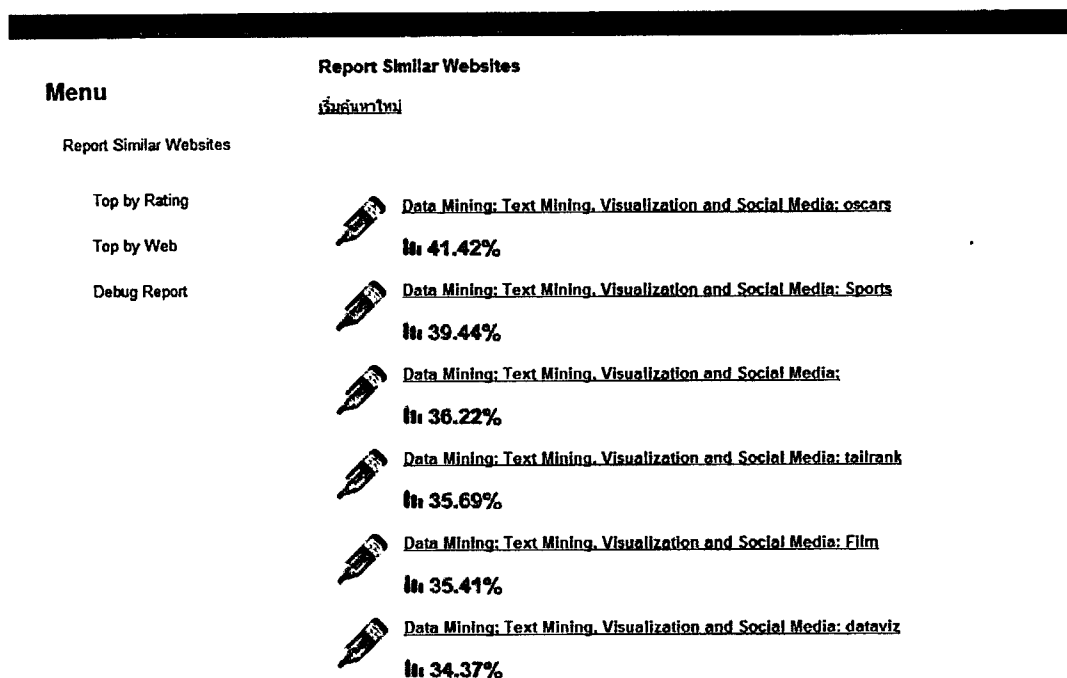 Menu
Report Similar Websites
Top by Rating
Top by Web
Debug Report
Report Similar Websites
เริ่มค้นหาใหม่
Data Mining: Text Mining, Visualization and Social Media: oscars
41.42%
Data Mining: Text Mining, Visualization and Social Media: Sports
39.44%
Data Mining: Text Mining, Visualization and Social Media:
36.22%
Data Mining: Text Mining, Visualization and Social Media: tailrank
35.69%
Data Mining: Text Mining, Visualization and Social Media: Film
35.41%
Data Mining: Text Mining, Visualization and Social Media: dataviz
34.37%